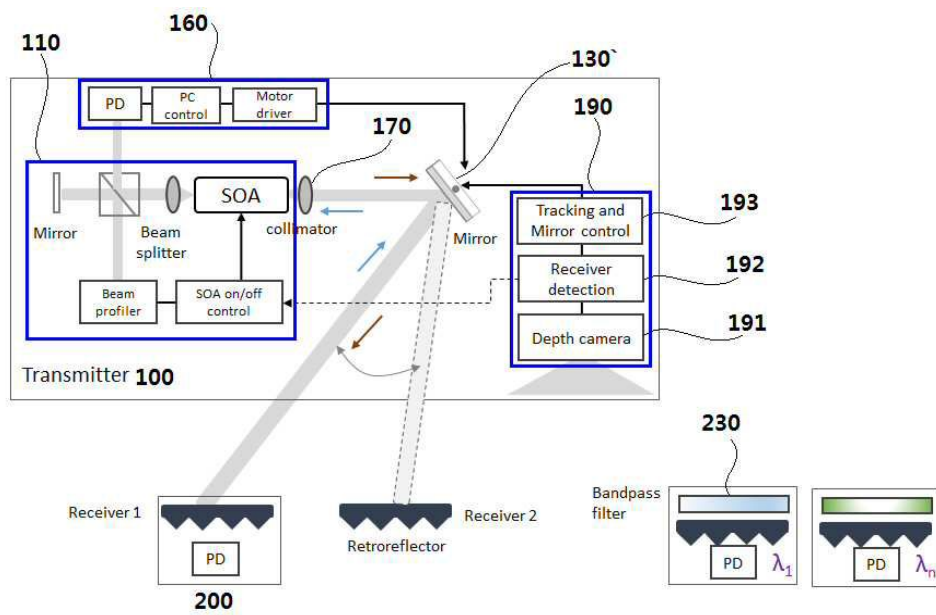 110
160
130`
190
PD
PC
control
Motor
driver
170
SOA
Mirror
Beam
splitter
collimator
Mirror
Tracking and
Mirror control
193
Receiver
detection
192
Beam
profiler
SOA on/off
control
Depth camera
191
Transmitter 100
230
Receiver 1
Receiver 2
Retroreflector
Bandpass
filter
PD
200
PD
λ1
PD
λn